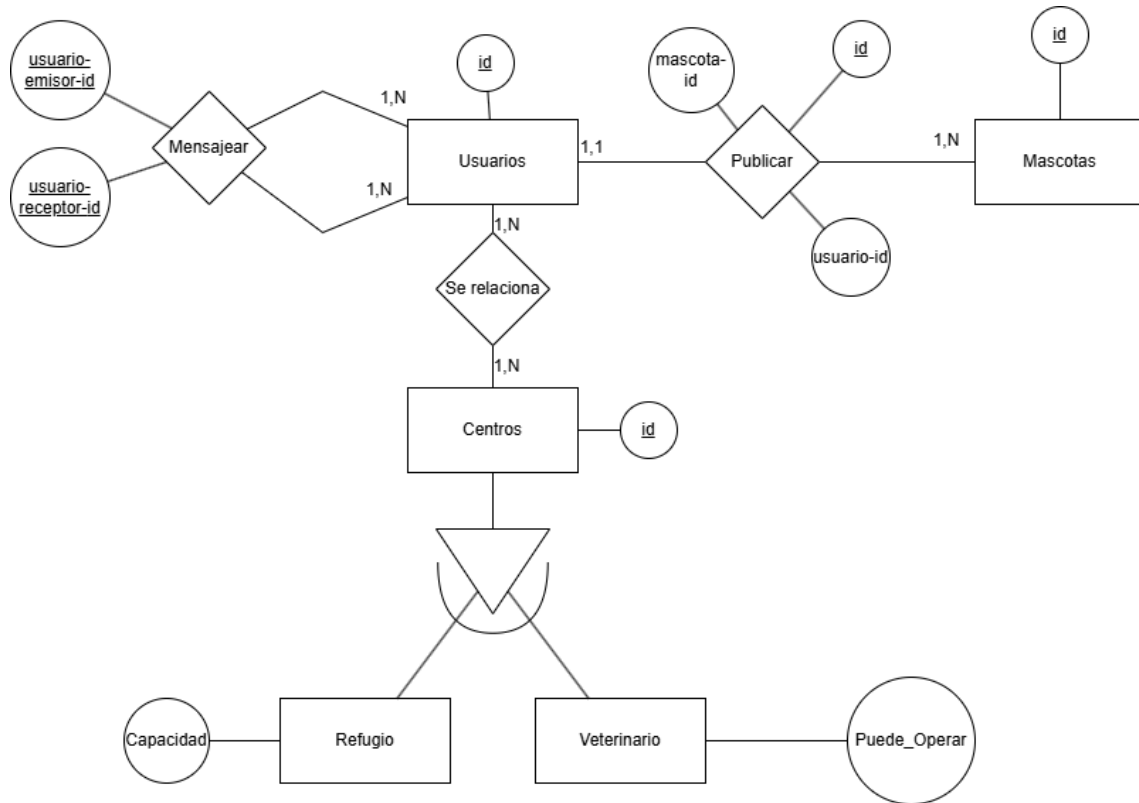 usuario-
emisor-id
Mensajear
usuario-
receptor-id
1,N
1,N
id
Usuarios
1,1
mascota-
id
id
Publicar
usuario-id
1,N
id
Mascotas
1,N
Se relaciona
1,N
Centros
id
Capacidad
Refugio
Veterinario
Puede_Operar